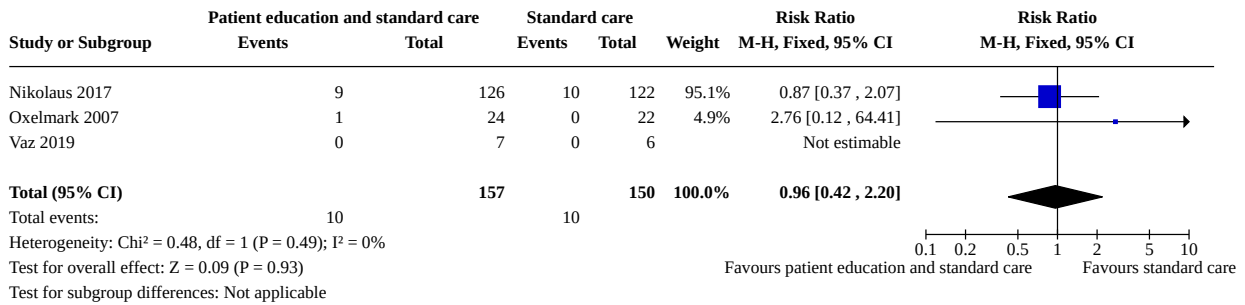 Patient education and standard care Standard care Risk Ratio Risk Ratio
Study or Subgroup Events Total Events Total Weight M-H, Fixed, 95% CI M-H, Fixed, 95% CI
Nikolaus 2017 9 126 10 122 95.1% 0.87 [0.37 , 2.07]
Oxelmark 2007 1 24 0 22 4.9% 2.76 [0.12 , 64.41]
Vaz 2019 0 7 0 6 Not estimable
Total (95% CI) 157 150 100.0% 0.96 [0.42 , 2.20]
Total events: 10 10
Heterogeneity: Chi² = 0.48, df = 1 (P = 0.49); I² = 0%
0.1 0.2 0.5 1 2 5 10
Test for overall effect: Z = 0.09 (P = 0.93) Favours patient education and standard care Favours standard care
Test for subgroup differences: Not applicable